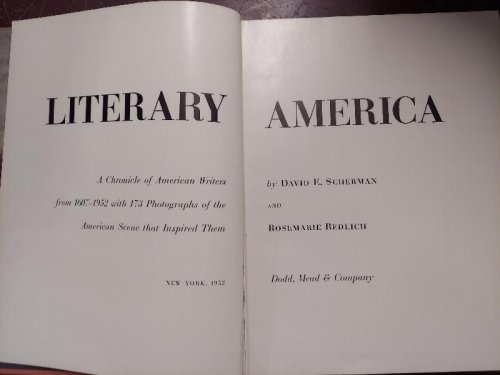 LITERARY AMERICA
A Chronicle of American Writers
from 1607-1952 with 173 Photographs of the
American Scene that Inspired Them
NEW YORK, 1952
by DAVID E. SCHERMAN
AND
ROSEMARIE REDLICH
Dodd, Mead & Company